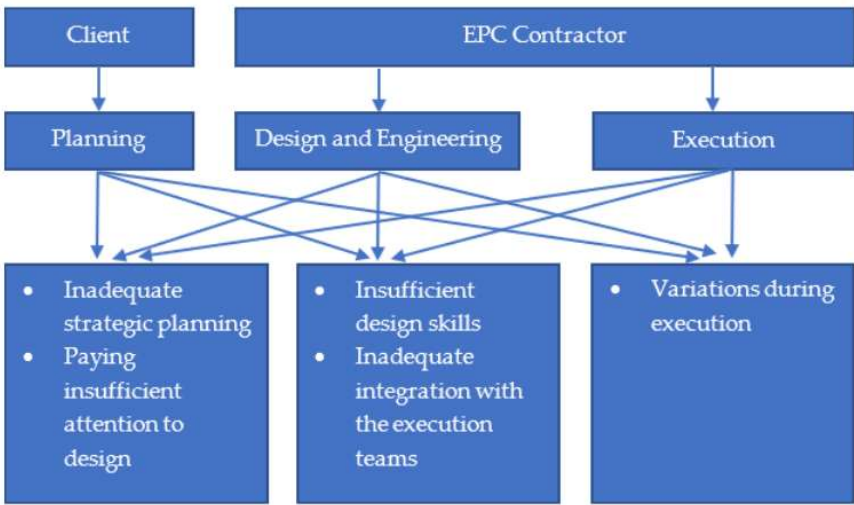 Client
EPC Contractor
Planning
Design and Engineering
Execution
• Inadequate
strategic planning
• Paying
insufficient
attention to
design
• Insufficient
design skills
• Inadequate
integration with
the execution
teams
• Variations during
execution